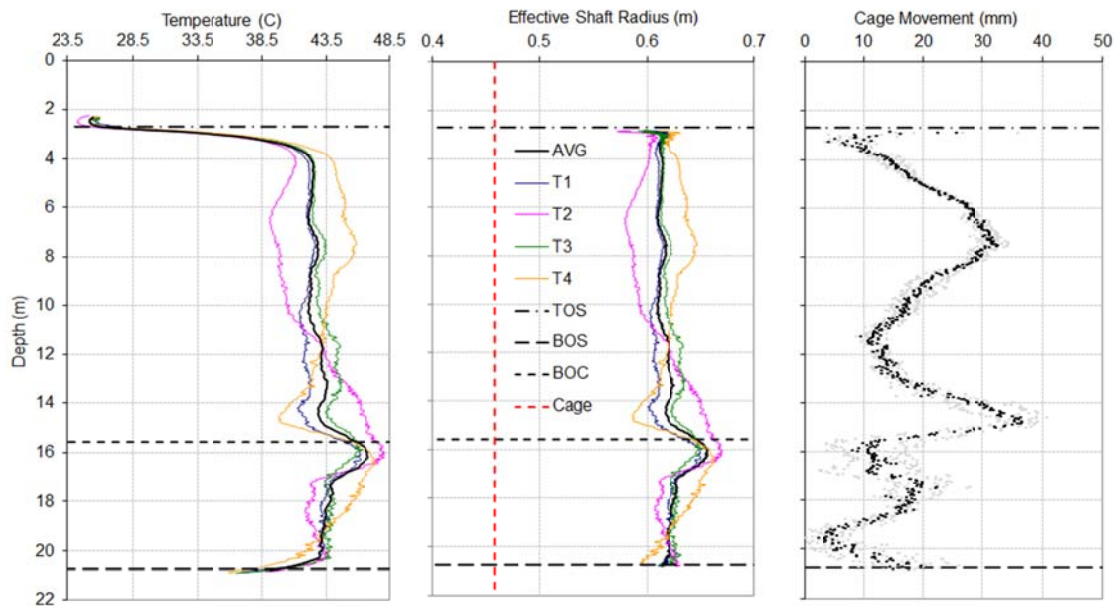 Temperature (C)
23.5 28.5 33.5 38.5 43.5 48.5
Effective Shaft Radius (m)
0.4 0.5 0.6 0.7
Cage Movement (mm)
0 10 20 30 40 50
Depth (m)
0
2
4
6
8
10
12
14
16
18
20
22
AVG
T1
T2
T3
T4
TOS
BOS
BOC
Cage